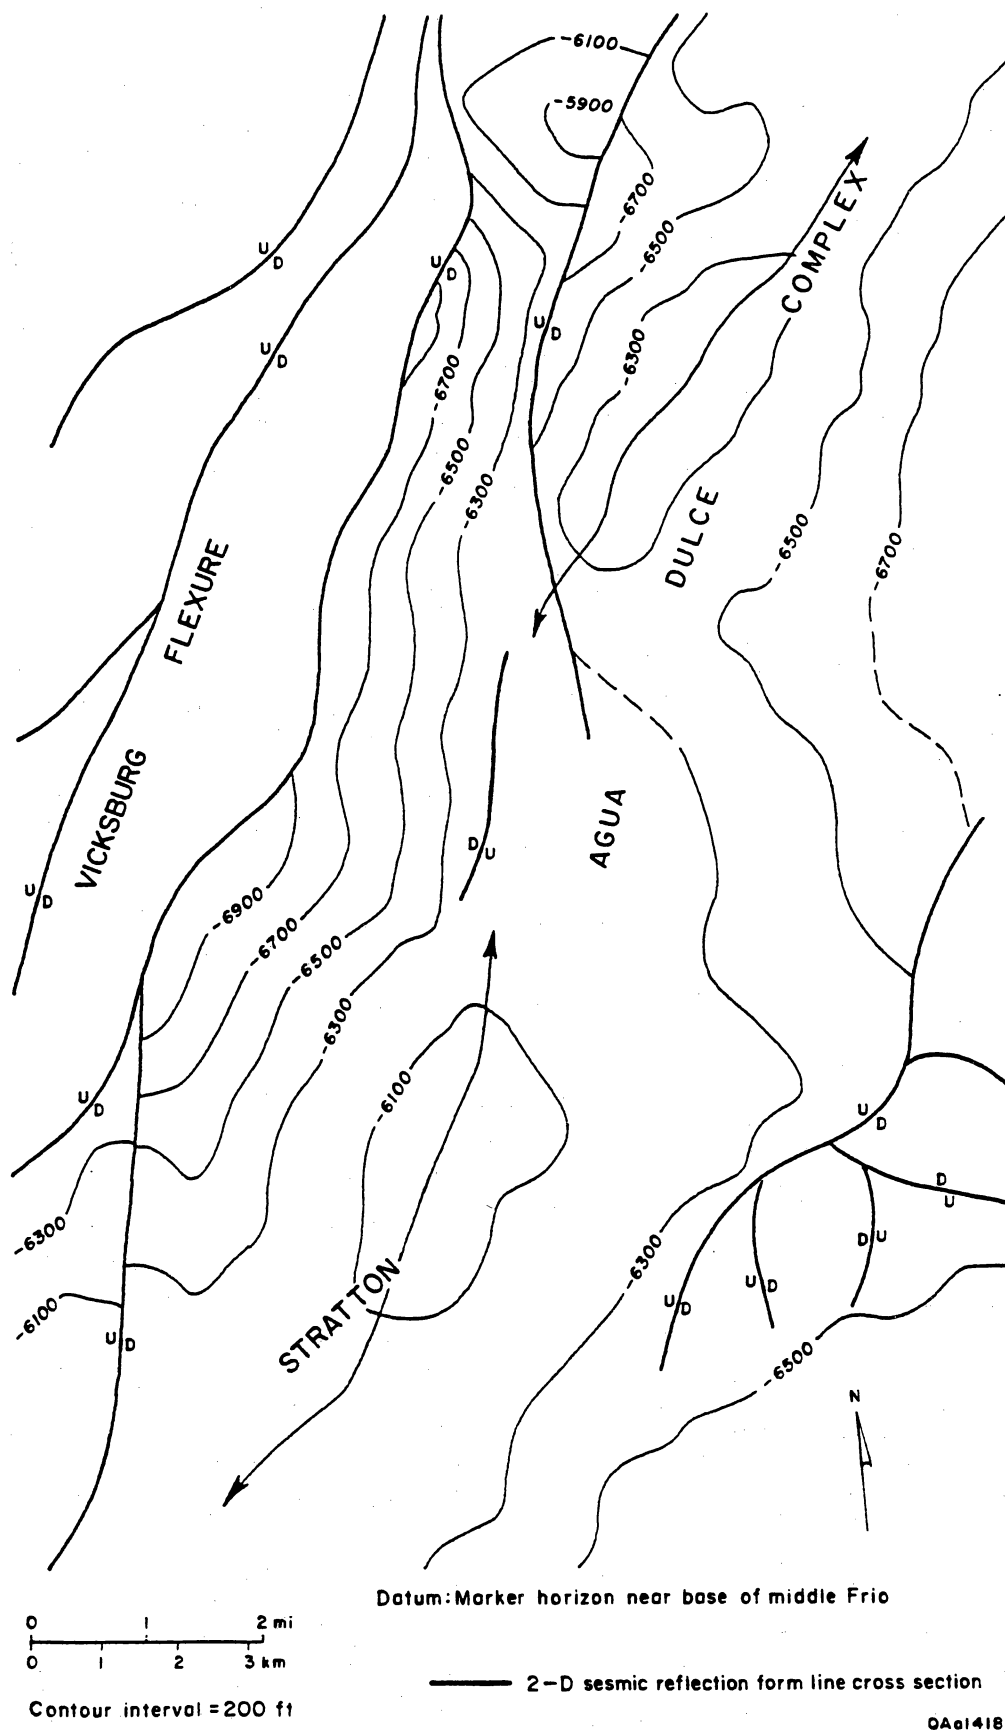 -6100
-5900
-6700
-6500
COMPLEX
U
D
U
D
U
D
U
D
-6300
-6700
-6500
-6300
DULCE
-6500
-6700
FLEXURE
VICKSBURG
AGUA
D
U
U
D
-6900
-6700
-6500
-6300
-6100
U
D
U
D
D
U
D
U
-6300
-6300
U
D
U
D
-6100
U
D
STRATTON
-6500
N
Datum: Marker horizon near base of middle Frio
0 1 2 mi
0 1 2 3 km
2-D sesmic reflection form line cross section
Contour interval = 200 ft
QAa1418